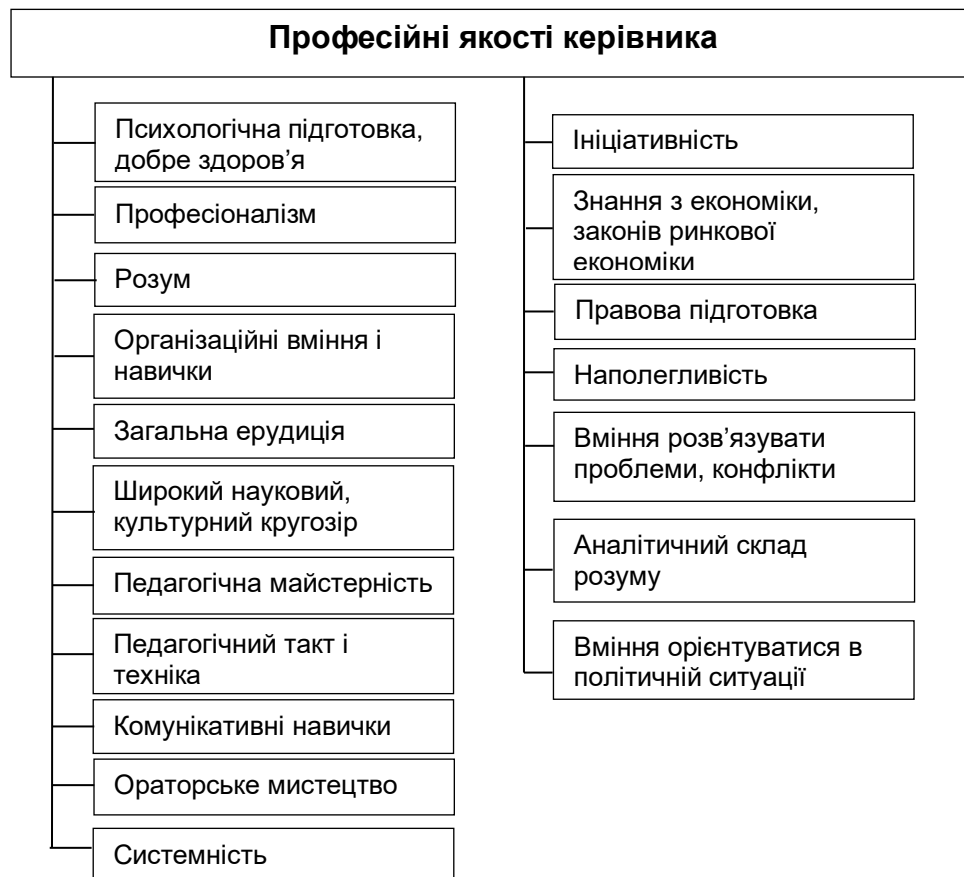 Професійні якості керівника
Психологічна підготовка,
добре здоров’я
Професіоналізм
Розум
Організаційні вміння і
навички
Загальна ерудиція
Широкий науковий,
культурний кругозір
Педагогічна майстерність
Педагогічний такт і
техніка
Комунікативні навички
Ораторське мистецтво
Системність
Ініціативність
Знання з економіки,
законів ринкової
економіки
Правова підготовка
Наполегливість
Вміння розв’язувати
проблеми, конфлікти
Аналітичний склад
розуму
Вміння орієнтуватися в
політичній ситуації